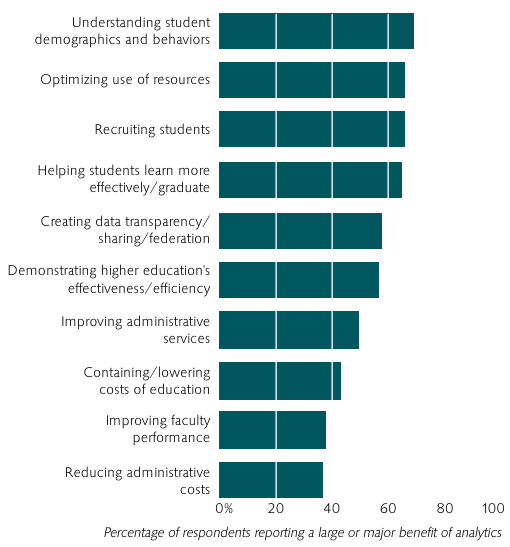 Understanding student
demographics and behaviors
Optimizing use of resources
Recruiting students
Helping students learn more
effectively/graduate
Creating data transparency/
sharing/federation
Demonstrating higher education's
effectiveness/efficiency
Improving administrative
services
Containing/lowering
costs of education
Improving faculty
performance
Reducing administrative
costs
0% 20 40 60 80 100
Percentage of respondents reporting a large or major benefit of analytics